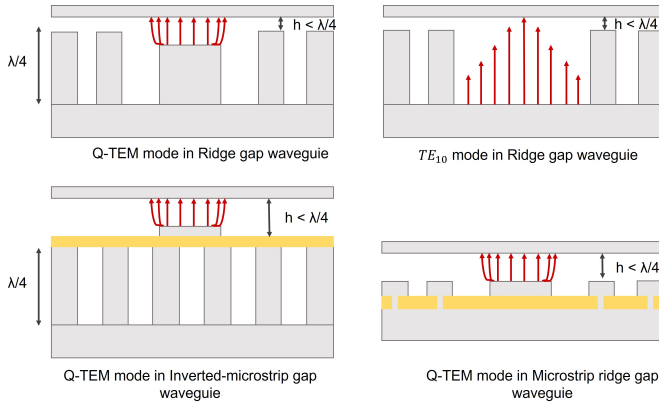 h < λ/4
λ/4
Q-TEM mode in Ridge gap waveguie
h < λ/4
TE₁₀ mode in Ridge gap waveguie
h < λ/4
λ/4
Q-TEM mode in Inverted-microstrip gap
waveguie
h < λ/4
Q-TEM mode in Microstrip ridge gap
waveguie